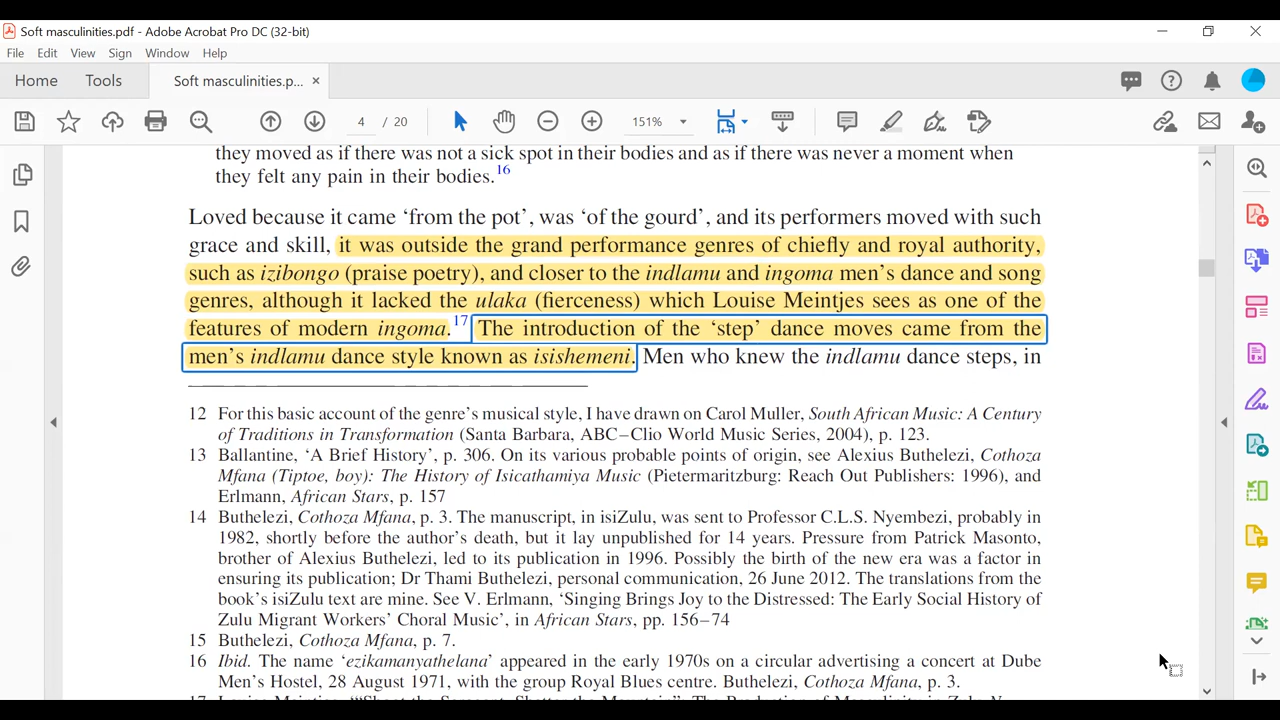 Soft masculinities.pdf - Adobe Acrobat Pro DC (32-bit)
File Edit View Sign Window Help
Home Tools Soft masculinities.p... ×
4 / 20 151%
they moved as if there was not a sick spot in their bodies and as if there was never a moment when
they felt any pain in their bodies.16
Loved because it came ‘from the pot’, was ‘of the gourd’, and its performers moved with such
grace and skill, it was outside the grand performance genres of chiefly and royal authority,
such as izibongo (praise poetry), and closer to the indlamu and ingoma men’s dance and song
genres, although it lacked the ulaka (fierceness) which Louise Meintjes sees as one of the
features of modern ingoma.17 The introduction of the ‘step’ dance moves came from the
men’s indlamu dance style known as isishemeni. Men who knew the indlamu dance steps, in
12 For this basic account of the genre’s musical style, I have drawn on Carol Muller, South African Music: A Century
of Traditions in Transformation (Santa Barbara, ABC–Clio World Music Series, 2004), p. 123.
13 Ballantine, ‘A Brief History’, p. 306. On its various probable points of origin, see Alexius Buthelezi, Cothoza
Mfana (Tiptoe, boy): The History of Isicathamiya Music (Pietermaritzburg: Reach Out Publishers: 1996), and
Erlmann, African Stars, p. 157
14 Buthelezi, Cothoza Mfana, p. 3. The manuscript, in isiZulu, was sent to Professor C.L.S. Nyembezi, probably in
1982, shortly before the author’s death, but it lay unpublished for 14 years. Pressure from Patrick Masonto,
brother of Alexius Buthelezi, led to its publication in 1996. Possibly the birth of the new era was a factor in
ensuring its publication; Dr Thami Buthelezi, personal communication, 26 June 2012. The translations from the
book’s isiZulu text are mine. See V. Erlmann, ‘Singing Brings Joy to the Distressed: The Early Social History of
Zulu Migrant Workers’ Choral Music’, in African Stars, pp. 156–74
15 Buthelezi, Cothoza Mfana, p. 7.
16 Ibid. The name ‘ezikamanyathelana’ appeared in the early 1970s on a circular advertising a concert at Dube
Men’s Hostel, 28 August 1971, with the group Royal Blues centre. Buthelezi, Cothoza Mfana, p. 3.